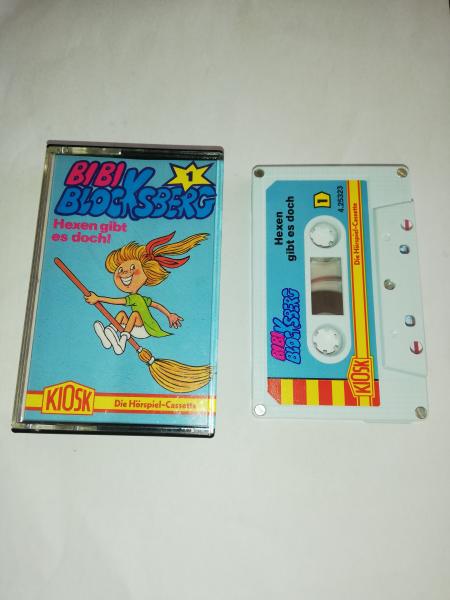 BIBI
BLOCKSBERG
1
Hexen gibt
es doch!
KIOSK
Die Hörspiel-Cassette
BIBI
BLOCKSBERG
Hexen
gibt es doch
1
4.25323
KIOSK
Die Hörspiel-Cassette